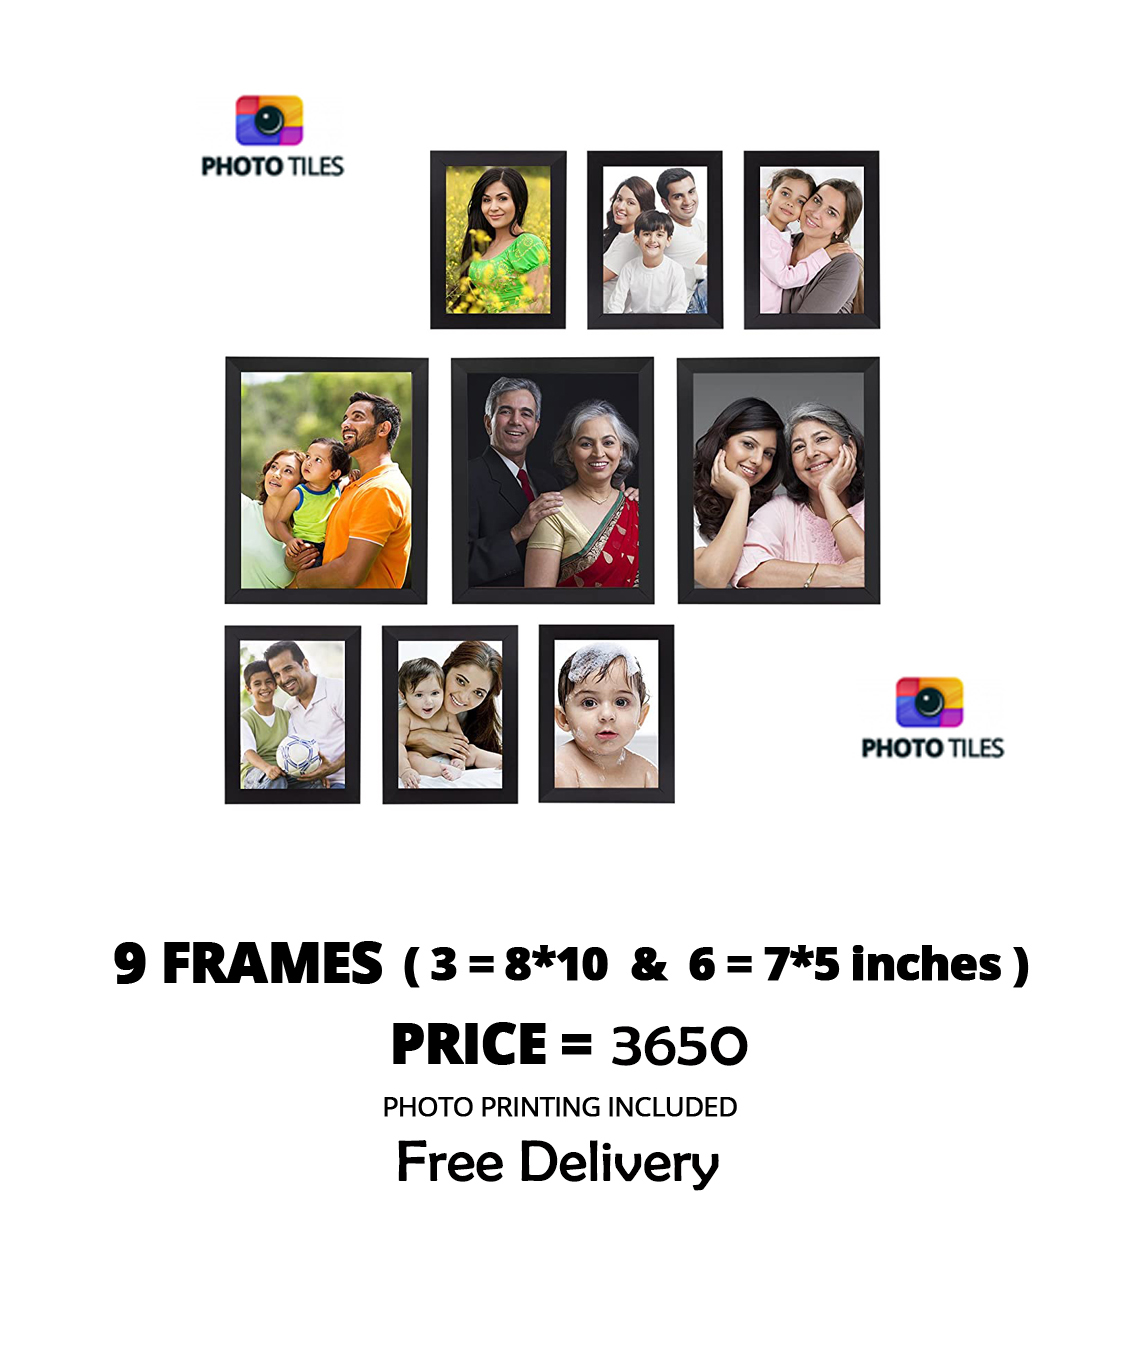 PHOTO TILES
PHOTO TILES
9 FRAMES ( 3 = 8*10 & 6 = 7*5 inches )
PRICE = 3650
PHOTO PRINTING INCLUDED
Free Delivery